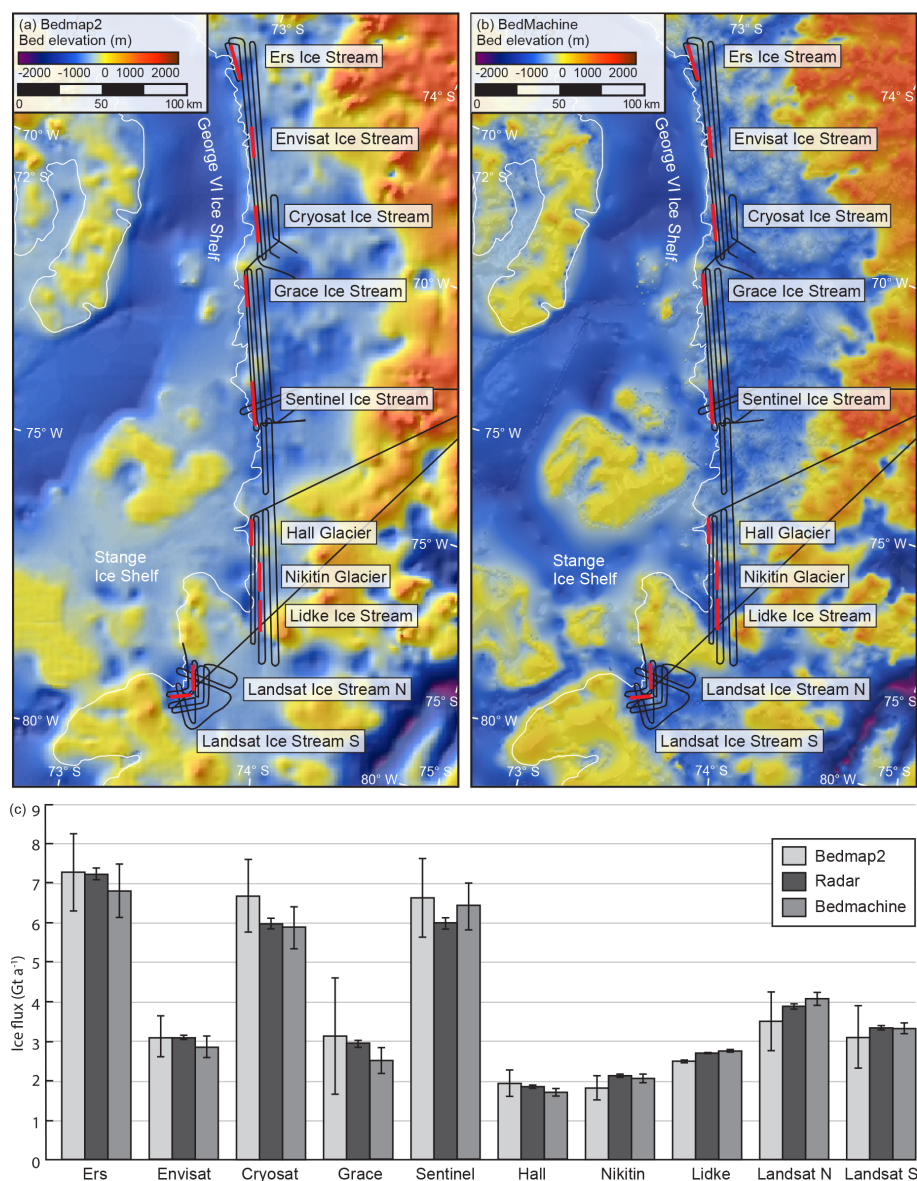 (a) Bedmap2
Bed elevation (m)
-2000 -1000 0 1000 2000
0 50 100 km
73° S
74° S
70° W
72° S
George VI Ice Shelf
Ers Ice Stream
Envisat Ice Stream
Cryosat Ice Stream
Grace Ice Stream
70° W
Sentinel Ice Stream
75° W
Hall Glacier
75° W
Stange
Ice Shelf
Nikitin Glacier
Lidke Ice Stream
Landsat Ice Stream N
75° S
80° W
Landsat Ice Stream S
73° S
74° S
80° W
75° S
(b) BedMachine
Bed elevation (m)
-2000 -1000 0 1000 2000
0 50 100 km
73° S
74° S
70° W
72° S
George VI Ice Shelf
Ers Ice Stream
Envisat Ice Stream
Cryosat Ice Stream
Grace Ice Stream
70° W
Sentinel Ice Stream
75° W
Hall Glacier
75° W
Stange
Ice Shelf
Nikitin Glacier
Lidke Ice Stream
Landsat Ice Stream N
75° S
80° W
Landsat Ice Stream S
73° S
74° S
80° W
75° S
(c)
9
8
7
6
5
4
3
2
1
0
Ice flux (Gt a⁻¹)
Bedmap2
Radar
Bedmachine
Ers Envisat Cryosat Grace Sentinel Hall Nikitin Lidke Landsat N Landsat S